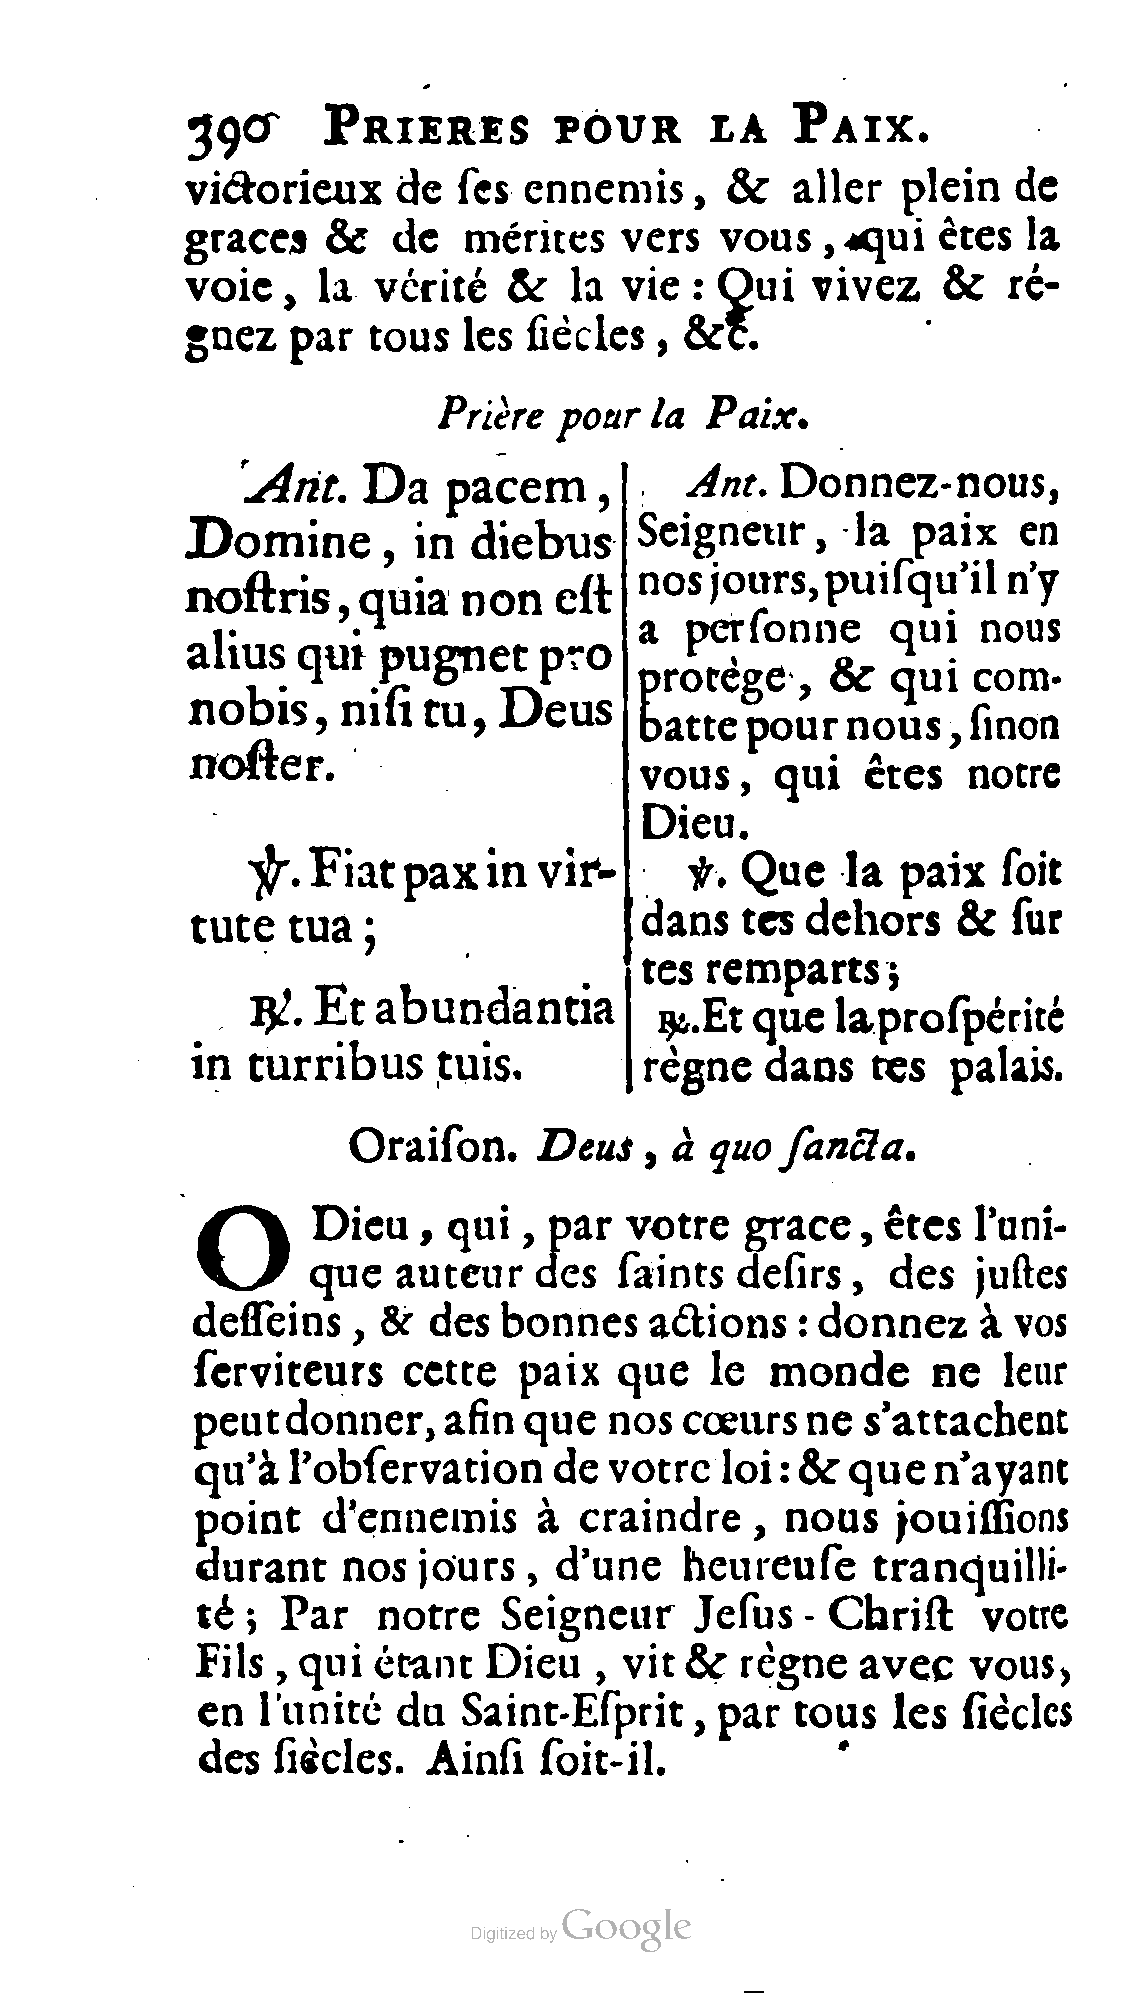 390 PRIERES POUR LA PAIX.
victorieux de ſes ennemis, & aller plein de
graces & de mérites vers vous, qui êtes la
voie, la vérité & la vie : Qui vivez & ré-
gnez par tous les ſiècles, &c.
Prière pour la Paix.
Ant. Da pacem,
Domine, in diebus
noſtris, quia non eſt
alius qui pugnet pro
nobis, niſi tu, Deus
noſter.
℣. Fiat pax in vir-
tute tua ;
℟. Et abundantia
in turribus tuis.
Ant. Donnez-nous,
Seigneur, la paix en
nos jours, puiſqu'il n'y
a perſonne qui nous
protège, & qui com-
batte pour nous, ſinon
vous, qui êtes notre
Dieu.
℣. Que la paix ſoit
dans tes dehors & ſur
tes remparts ;
℟. Et que la proſpérité
règne dans tes palais.
Oraiſon. Deus, à quo ſancta.
O Dieu, qui, par votre grace, êtes l'uni-
que auteur des ſaints deſirs, des juſtes
deſſeins, & des bonnes actions : donnez à vos
ſerviteurs cette paix que le monde ne leur
peut donner, afin que nos cœurs ne s'attachent
qu'à l'obſervation de votre loi : & que n'ayant
point d'ennemis à craindre, nous jouiſſions
durant nos jours, d'une heureuſe tranquilli-
té ; Par notre Seigneur Jeſus-Chriſt votre
Fils, qui étant Dieu, vit & règne avec vous,
en l'unité du Saint-Eſprit, par tous les ſiècles
des ſiècles. Ainſi ſoit-il.
Digitized by Google